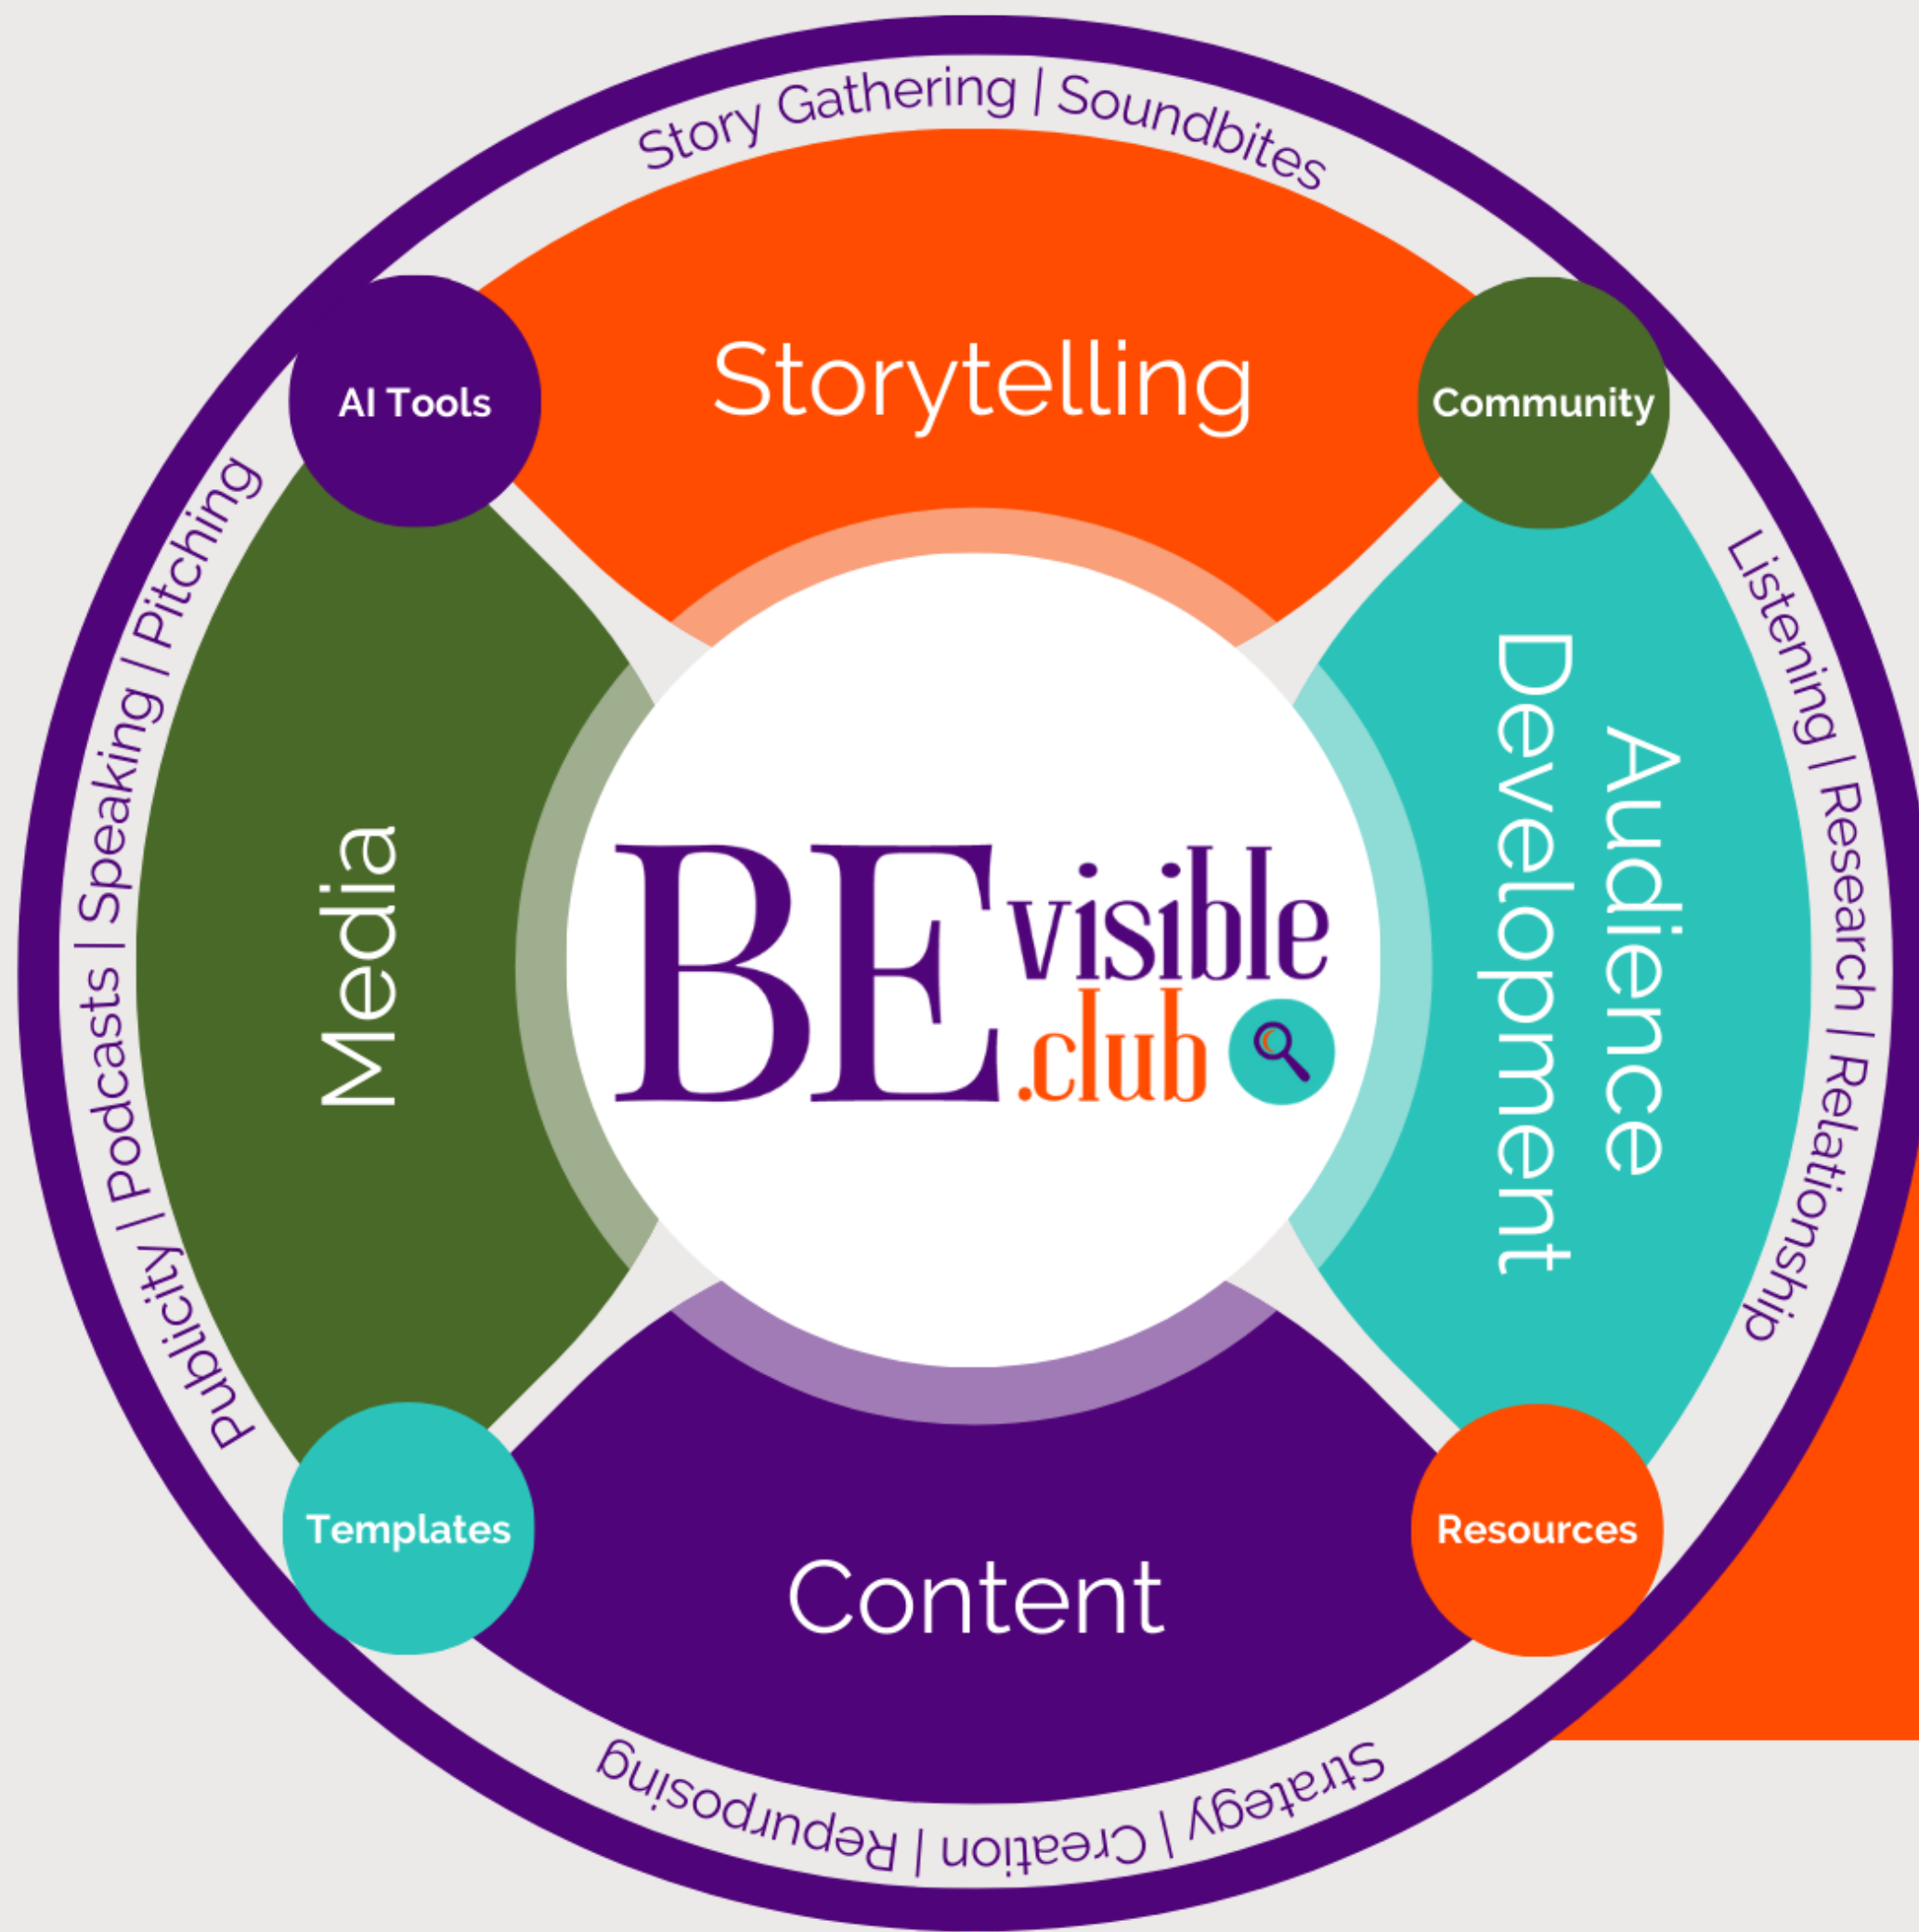 Story Gathering | Soundbites
Storytelling
AI Tools
Community
Listening | Research | Relationship
Audience
Development
BE
visible
.club
Media
Publicity | Podcasts | Speaking | Pitching
Templates
Resources
Content
Strategy | Creation | Repurposing